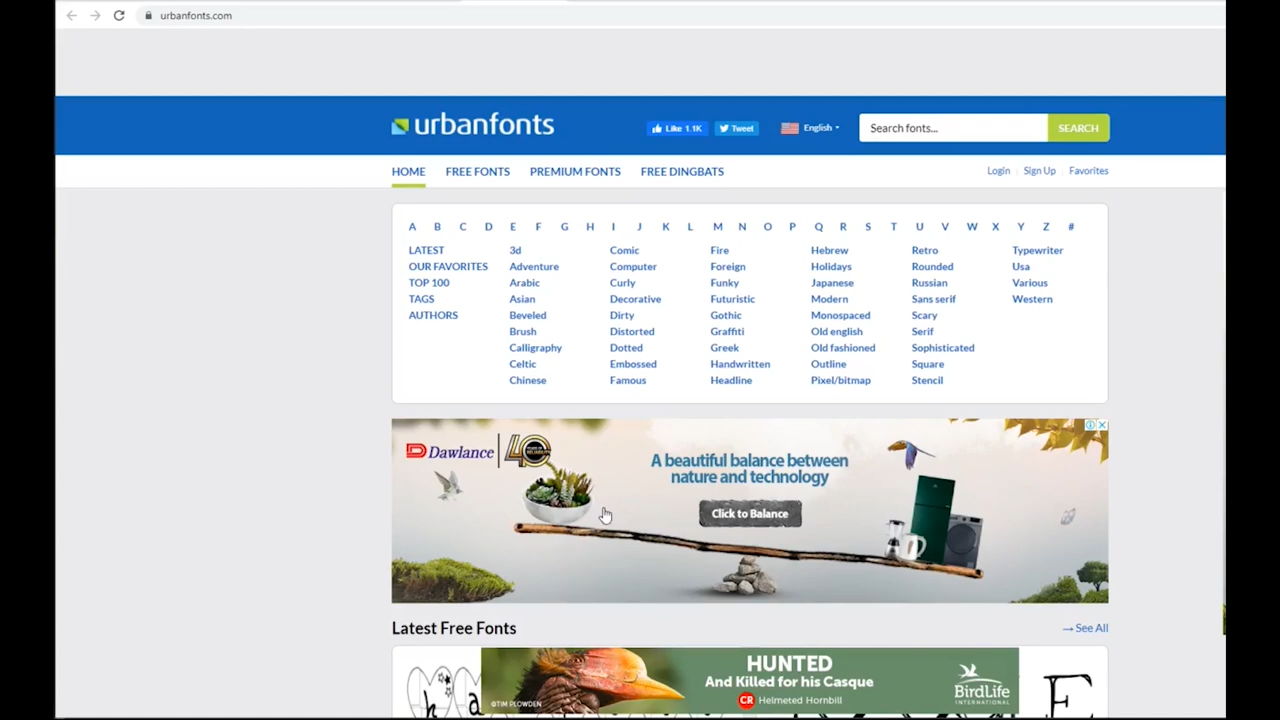 urbanfonts.com
urbanfonts
Like 1.1K
Tweet
English
Search fonts...
SEARCH
HOME FREE FONTS PREMIUM FONTS FREE DINGBATS
Login Sign Up Favorites
A B C D E F G H I J K L M N O P Q R S T U V W X Y Z #
LATEST 3d Comic Fire Hebrew Retro Typewriter
OUR FAVORITES Adventure Computer Foreign Holidays Rounded Usa
TOP 100 Arabic Curly Funky Japanese Russian Various
TAGS Asian Decorative Futuristic Modern Sans serif Western
AUTHORS Beveled Dirty Gothic Monospaced Scary
Brush Distorted Graffiti Old english Serif
Calligraphy Dotted Greek Old fashioned Sophisticated
Celtic Embossed Handwritten Outline Square
Chinese Famous Headline Pixel/bitmap Stencil
Dawlance 40
A beautiful balance between
nature and technology
Click to Balance
Latest Free Fonts
→ See All
h a
HUNTED
And Killed for his Casque
CR Helmeted Hornbill
©TIM PLOWDEN
BirdLife
INTERNATIONAL
E